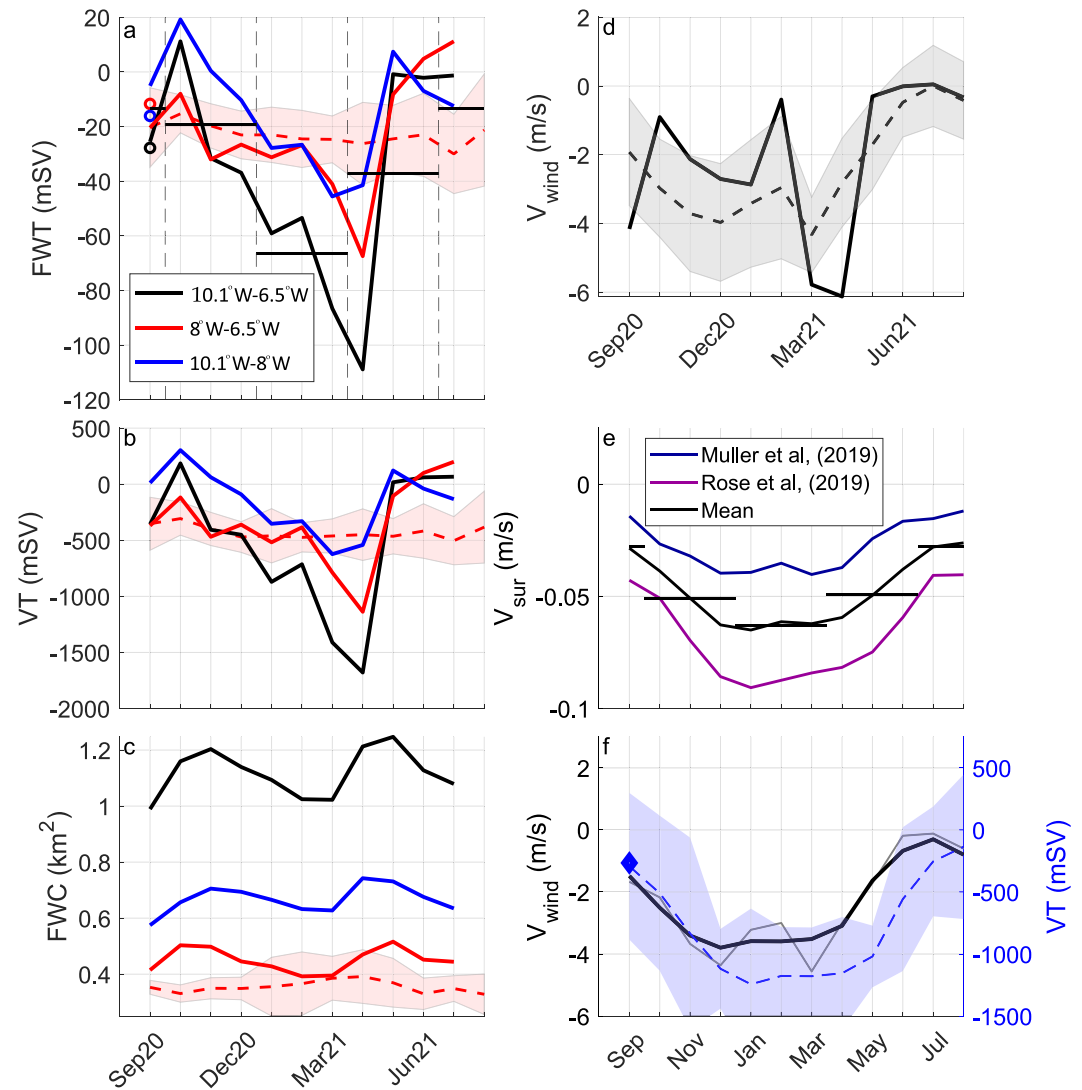 a
20
0
-20
-40
-60
-80
-100
-120
FWT (mSV)
10.1°W-6.5°W
8°W-6.5°W
10.1°W-8°W
b
500
0
-500
-1000
-1500
-2000
VT (mSV)
c
1.2
1
0.8
0.6
0.4
FWC (km2)
Sep20
Dec20
Mar21
Jun21
d
2
0
-2
-4
-6
Vwind (m/s)
Sep20
Dec20
Mar21
Jun21
e
0
-0.05
-0.1
Vsur (m/s)
Muller et al, (2019)
Rose et al, (2019)
Mean
f
2
0
-2
-4
-6
Vwind (m/s)
500
0
-500
-1000
-1500
VT (mSV)
Sep
Nov
Jan
Mar
May
Jul